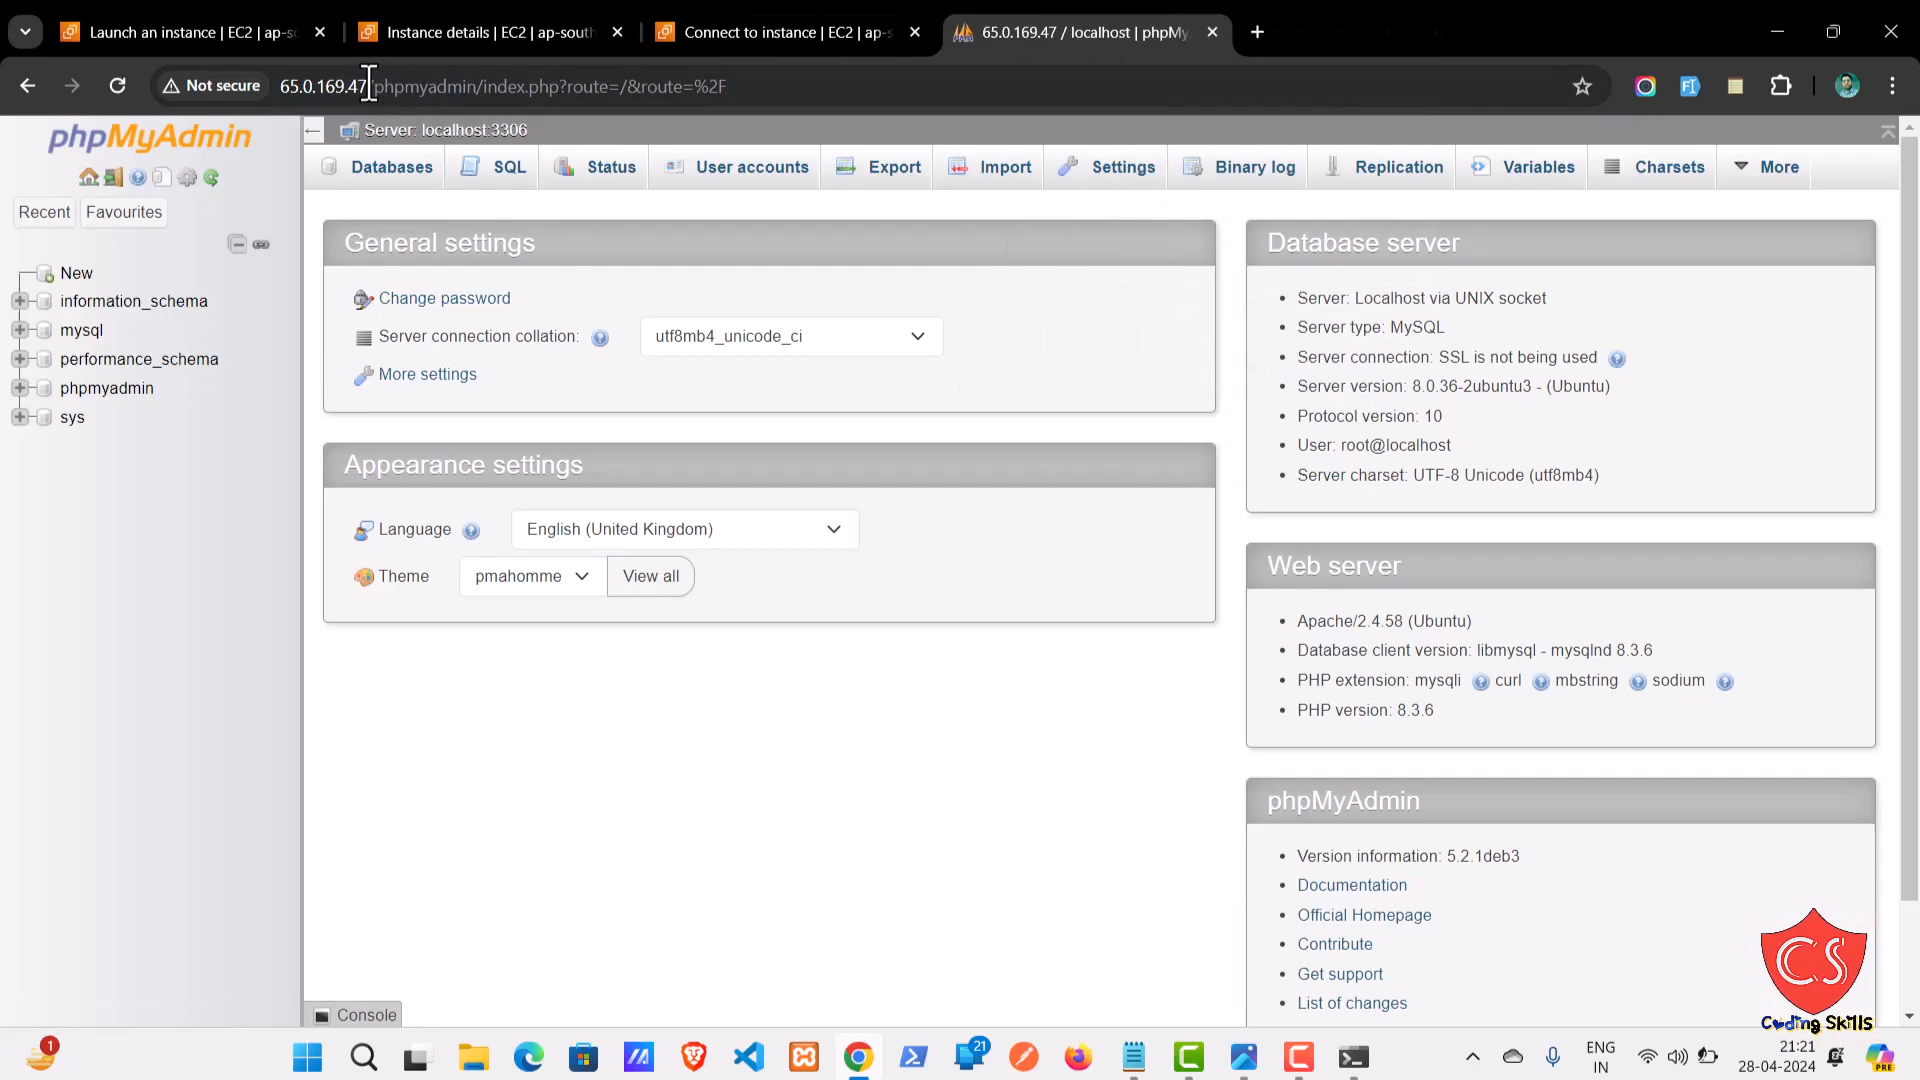 Launch an instance | EC2 | ap-so
Instance details | EC2 | ap-south
Connect to instance | EC2 | ap-s
65.0.169.47 / localhost | phpMy
Not secure
65.0.169.47/phpmyadmin/index.php?route=/&route=%2F
phpMyAdmin
Recent
Favourites
New
information_schema
mysql
performance_schema
phpmyadmin
sys
Server: localhost:3306
Databases
SQL
Status
User accounts
Export
Import
Settings
Binary log
Replication
Variables
Charsets
More
General settings
Change password
Server connection collation:
utf8mb4_unicode_ci
More settings
Appearance settings
Language
English (United Kingdom)
Theme
pmahomme
View all
Database server
Server: Localhost via UNIX socket
Server type: MySQL
Server connection: SSL is not being used
Server version: 8.0.36-2ubuntu3 - (Ubuntu)
Protocol version: 10
User: root@localhost
Server charset: UTF-8 Unicode (utf8mb4)
Web server
Apache/2.4.58 (Ubuntu)
Database client version: libmysql - mysqlnd 8.3.6
PHP extension: mysqli curl mbstring sodium
PHP version: 8.3.6
phpMyAdmin
Version information: 5.2.1deb3
Documentation
Official Homepage
Contribute
Get support
List of changes
CS
Coding Skills
Console
1
21
ENG
IN
21:21
28-04-2024
PRE